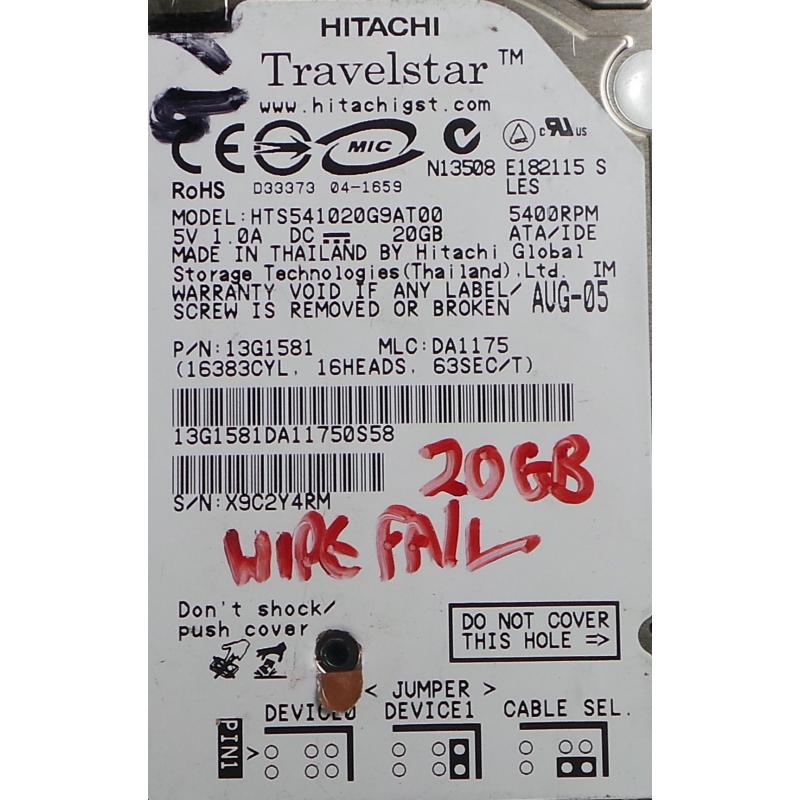 HITACHI
Travelstar™
www.hitachigst.com
CE MIC c RU US
N13508 E182115 S
RoHS D33373 04-1659 LES
MODEL:HTS541020G9AT00 5400RPM
5V 1.0A DC 20GB ATA/IDE
MADE IN THAILAND BY Hitachi Global
Storage Technologies(Thailand),Ltd. IM
WARRANTY VOID IF ANY LABEL/ AUG-05
SCREW IS REMOVED OR BROKEN
P/N:13G1581 MLC:DA1175
(16383CYL, 16HEADS, 63SEC/T)
13G1581DA11750S58
20GB
S/N:X9C2Y4RM
WIPE FAIL
Don't shock/
push cover
DO NOT COVER
THIS HOLE =>
< JUMPER >
DEVICE0 DEVICE1 CABLE SEL.
PIN1 >